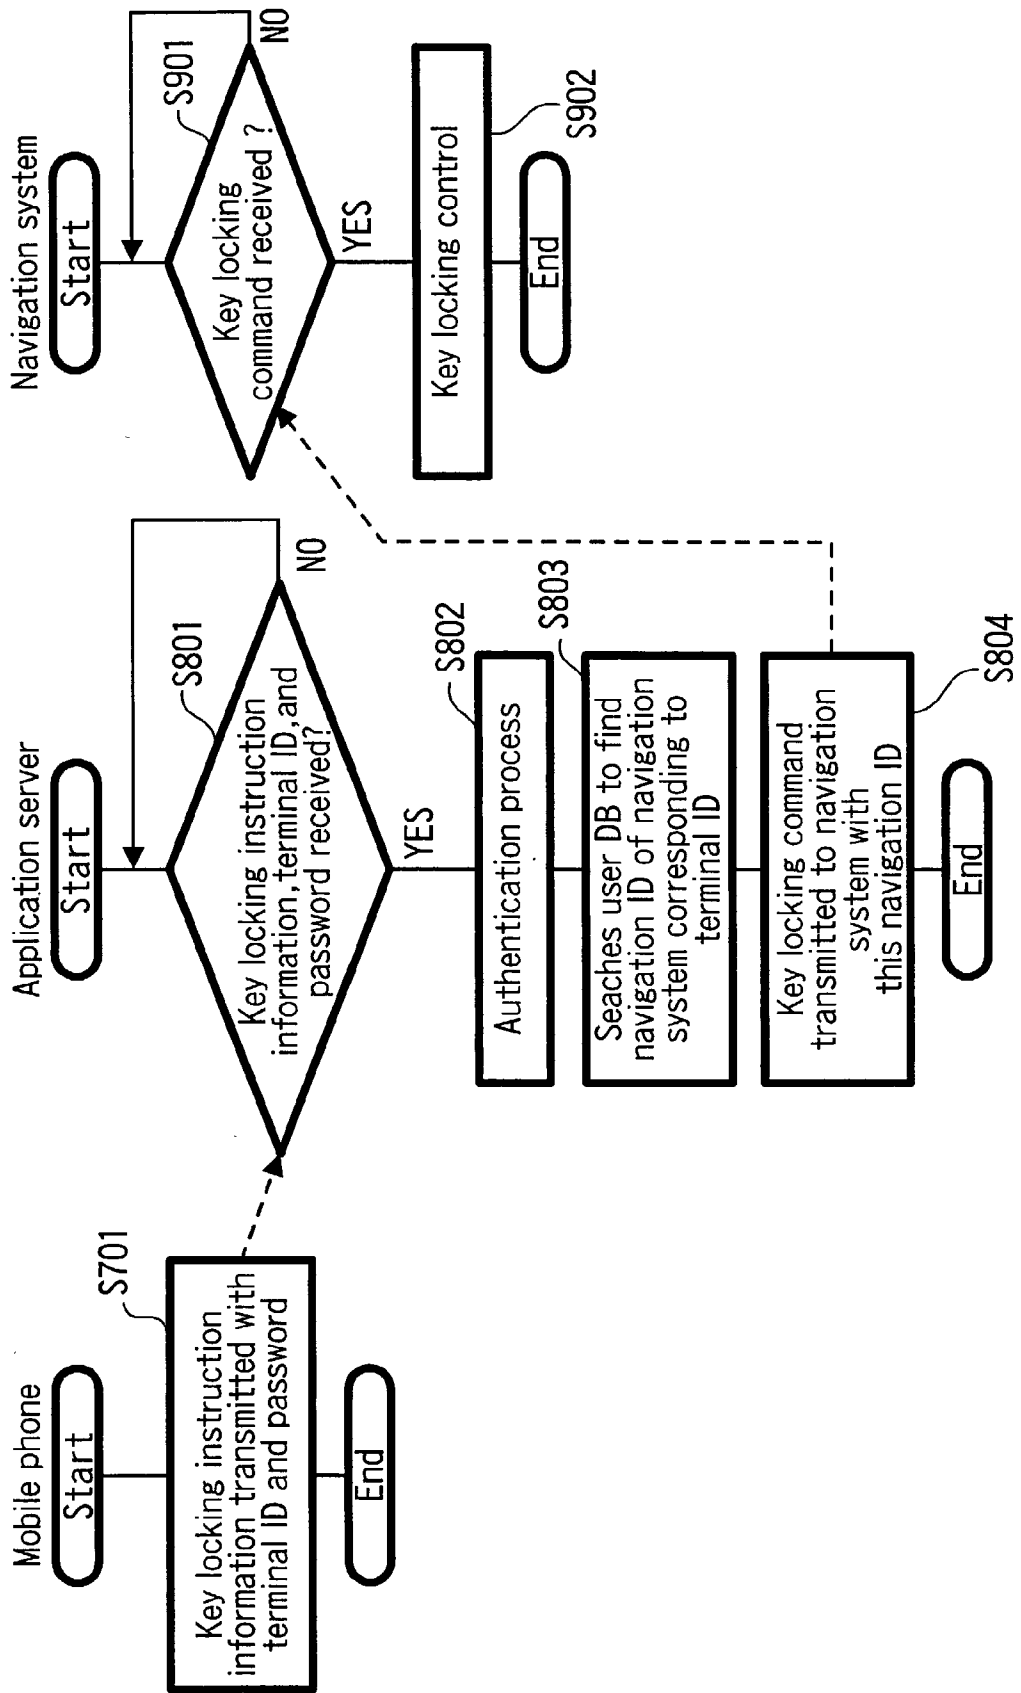 Mobile phone
Start
S701
Key locking instruction
information transmitted with
terminal ID and password
End
Application server
Start
S801
Key locking instruction
information,terminal ID,and
password received?
NO
YES
S802
Authentication process
S803
Seaches user DB to find
navigation ID of navigation
system corresponding to
terminal ID
Key locking command
transmitted to navigation
system with
this navigation ID
S804
End
Navigation system
Start
S901
Key locking
command received ?
NO
YES
Key locking control
S902
End